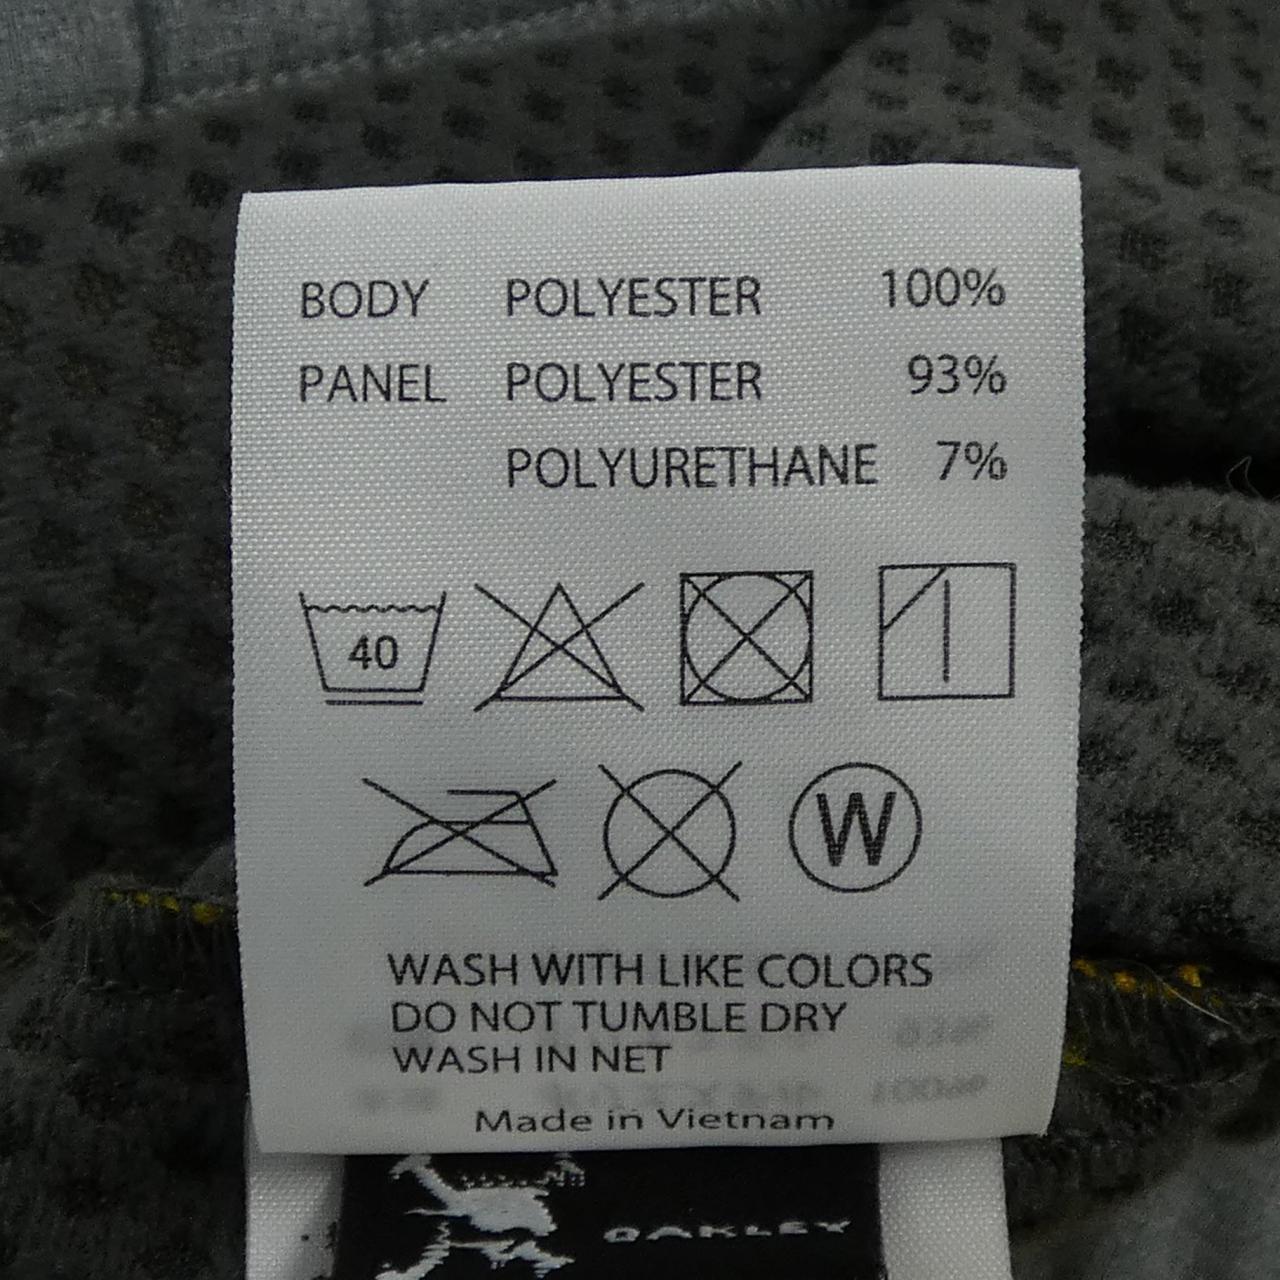 BODY POLYESTER 100%
PANEL POLYESTER 93%
POLYURETHANE 7%
40
W
WASH WITH LIKE COLORS
DO NOT TUMBLE DRY
WASH IN NET
Made in Vietnam
OAKLEY